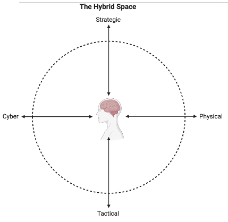 The Hybrid Space
Strategic
Cyber
Physical
Tactical